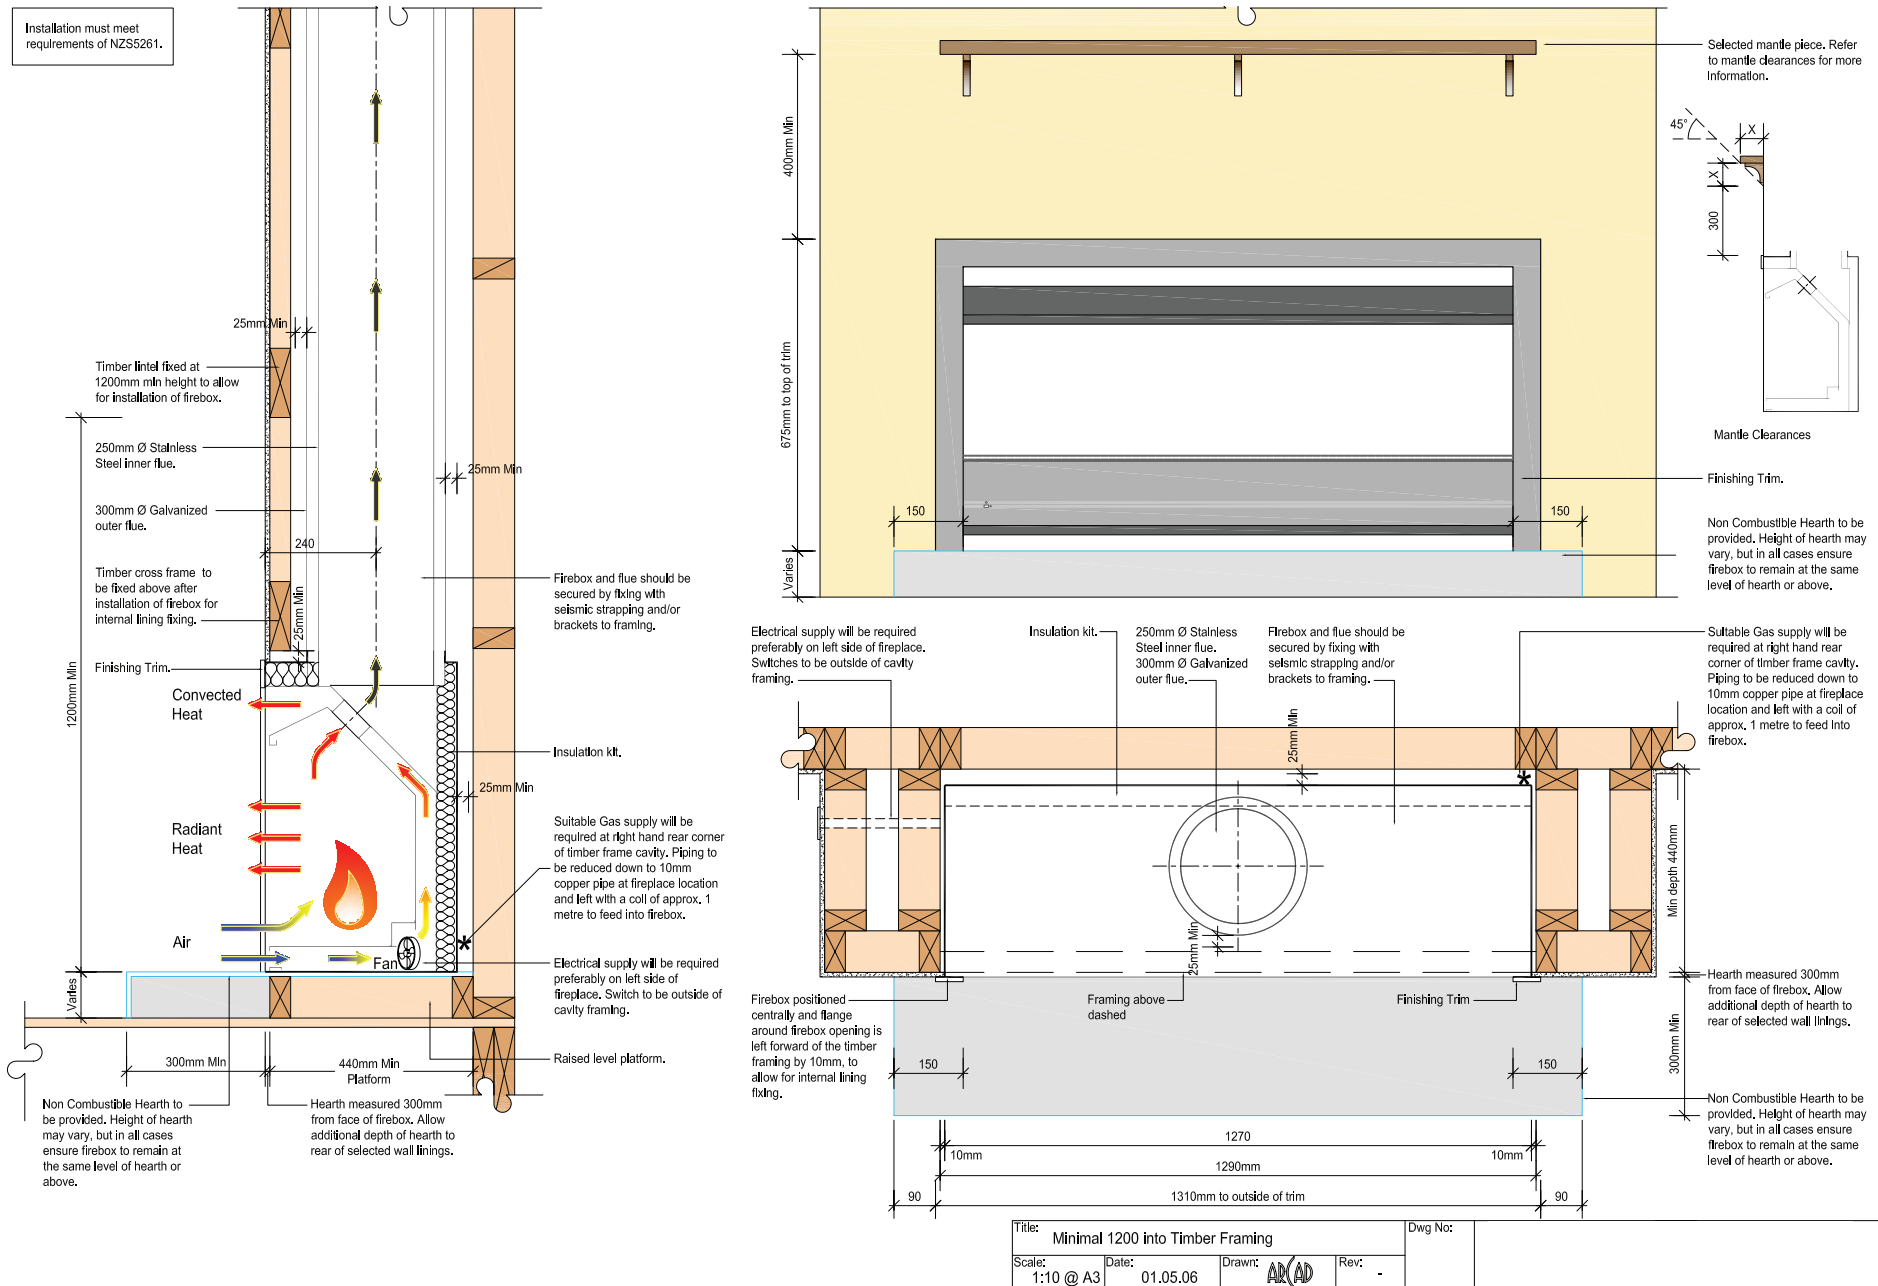 Installation must meet
requirements of NZS5261.
25mm Min
Timber lintel fixed at
1200mm min height to allow
for installation of firebox.
250mm Ø Stainless
Steel inner flue.
25mm Min
300mm Ø Galvanized
outer flue.
240
Timber cross frame to
be fixed above after
installation of firebox for
internal lining fixing.
25mm Min
Firebox and flue should be
secured by fixing with
seismic strapping and/or
brackets to framing.
Finishing Trim.
Convected
Heat
1200mm Min
Insulation kit.
25mm Min
Radiant
Heat
Suitable Gas supply will be
required at right hand rear corner
of timber frame cavity. Piping to
be reduced down to 10mm
copper pipe at fireplace location
and left with a coil of approx. 1
metre to feed into firebox.
Air
Fan
*
Electrical supply will be required
preferably on left side of
fireplace. Switch to be outside of
cavity framing.
Varies
Raised level platform.
300mm Min
440mm Min
Platform
Non Combustible Hearth to
be provided. Height of hearth
may vary, but in all cases
ensure firebox to remain at
the same level of hearth or
above.
Hearth measured 300mm
from face of firebox. Allow
additional depth of hearth to
rear of selected wall linings.
Selected mantle piece. Refer
to mantle clearances for more
information.
400mm Min
45°
X
X
300
Mantle Clearances
675mm to top of trim
Finishing Trim.
150
150
Varies
Non Combustible Hearth to be
provided. Height of hearth may
vary, but in all cases ensure
firebox to remain at the same
level of hearth or above.
Electrical supply will be required
preferably on left side of fireplace.
Switches to be outside of cavity
framing.
Insulation kit.
250mm Ø Stainless
Steel inner flue.
300mm Ø Galvanized
outer flue.
Firebox and flue should be
secured by fixing with
seismic strapping and/or
brackets to framing.
Suitable Gas supply will be
required at right hand rear
corner of timber frame cavity.
Piping to be reduced down to
10mm copper pipe at fireplace
location and left with a coil of
approx. 1 metre to feed into
firebox.
25mm Min
*
Min depth 440mm
25mm Min
Firebox positioned
centrally and flange
around firebox opening is
left forward of the timber
framing by 10mm, to
allow for internal lining
fixing.
Framing above
dashed
Finishing Trim
Hearth measured 300mm
from face of firebox. Allow
additional depth of hearth to
rear of selected wall linings.
150
150
300mm Min
Non Combustible Hearth to be
provided. Height of hearth may
vary, but in all cases ensure
firebox to remain at the same
level of hearth or above.
1270
10mm
10mm
1290mm
90
1310mm to outside of trim
90
Title:
Minimal 1200 into Timber Framing
Dwg No:
Scale:
1:10 @ A3
Date:
01.05.06
Drawn:
ARCAD
Rev:
-